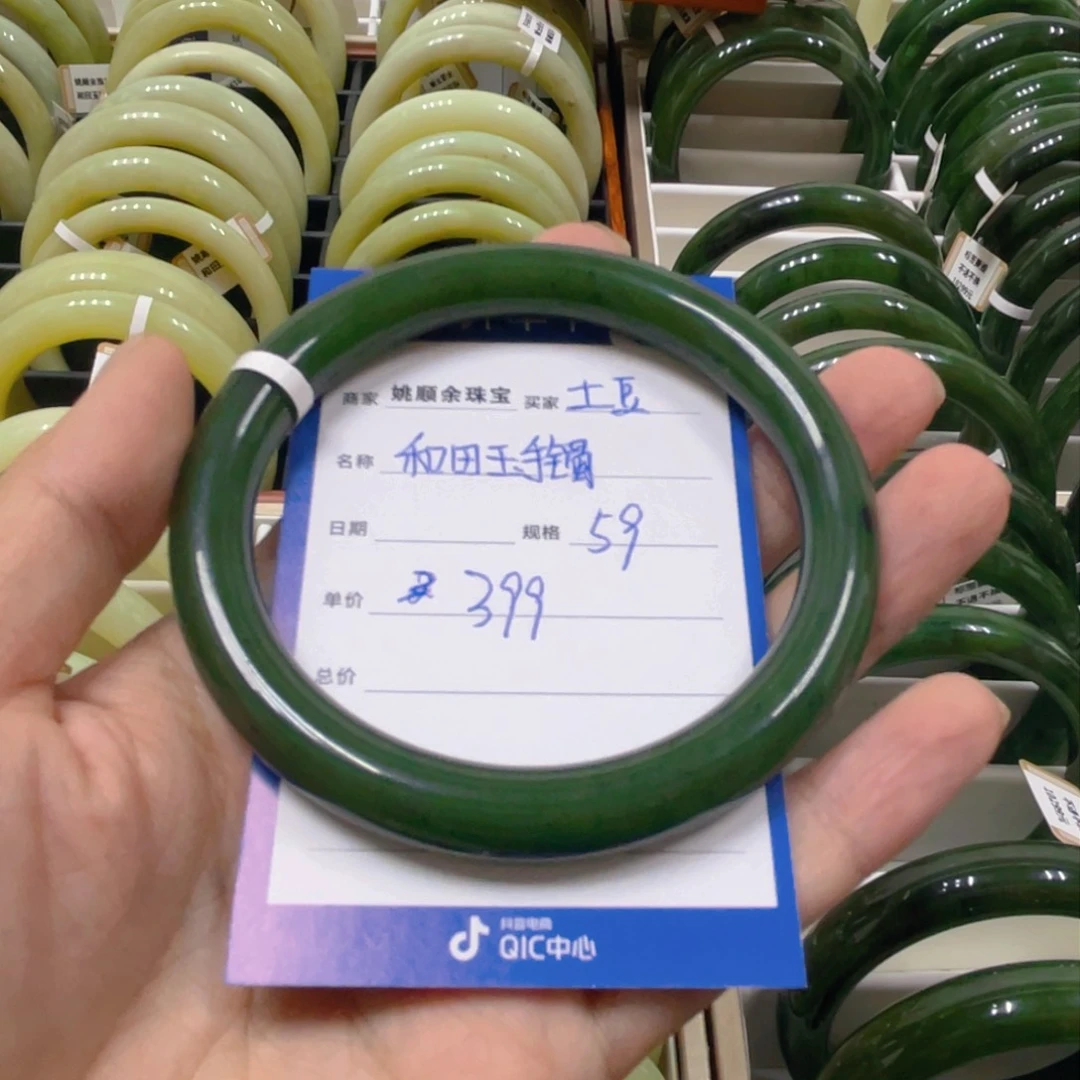 商家 姚顺余珠宝 买家 土豆
名称 和田玉手镯
日期 规格 59
单价 399
总价
抖音电商
QIC中心